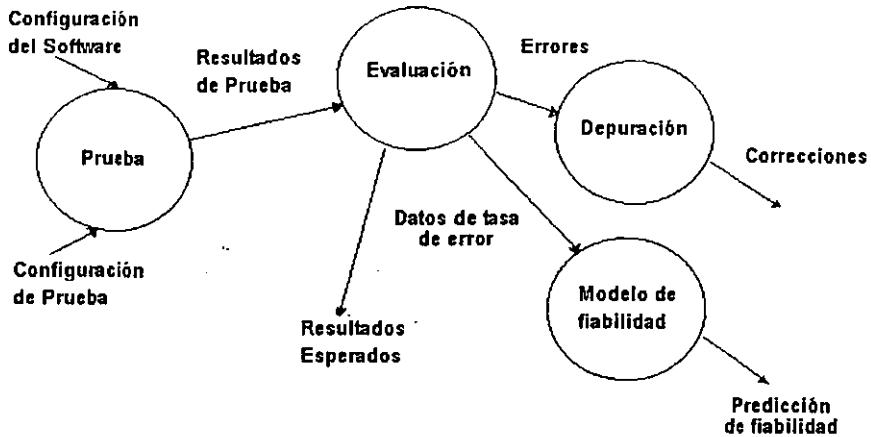 Configuración
del Software
Resultados
de Prueba
Evaluación
Errores
Prueba
Depuración
Correcciones
Datos de tasa
de error
Configuración
de Prueba
Modelo de
fiabilidad
Resultados
Esperados
Predicción
de fiabilidad